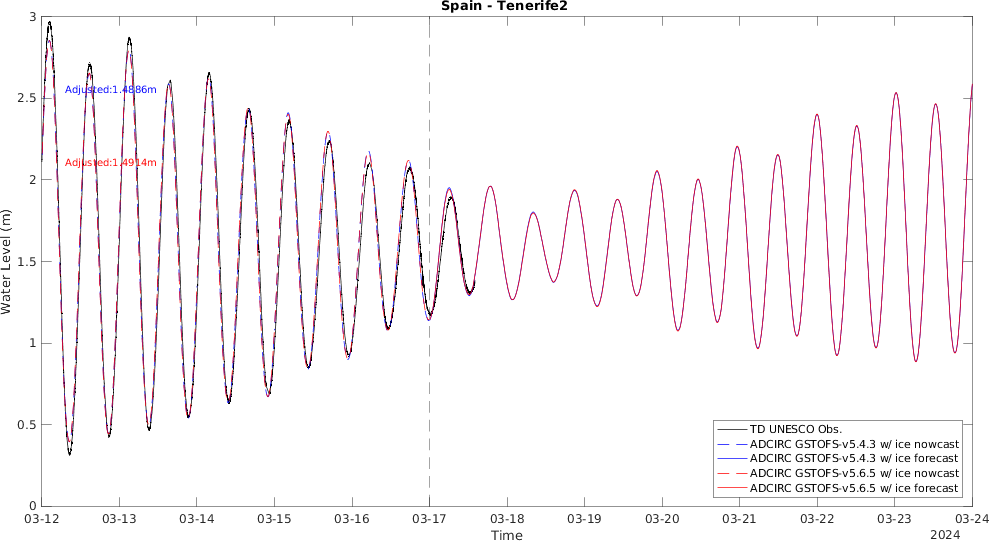 Spain - Tenerife2
3
2.5
2
1.5
1
0.5
0
Water Level (m)
Adjusted:1.4886m
Adjusted:1.4914m
TD UNESCO Obs.
ADCIRC GSTOFS-v5.4.3 w/ ice nowcast
ADCIRC GSTOFS-v5.4.3 w/ ice forecast
ADCIRC GSTOFS-v5.6.5 w/ ice nowcast
ADCIRC GSTOFS-v5.6.5 w/ ice forecast
03-12 03-13 03-14 03-15 03-16 03-17 03-18 03-19 03-20 03-21 03-22 03-23 03-24
Time
2024